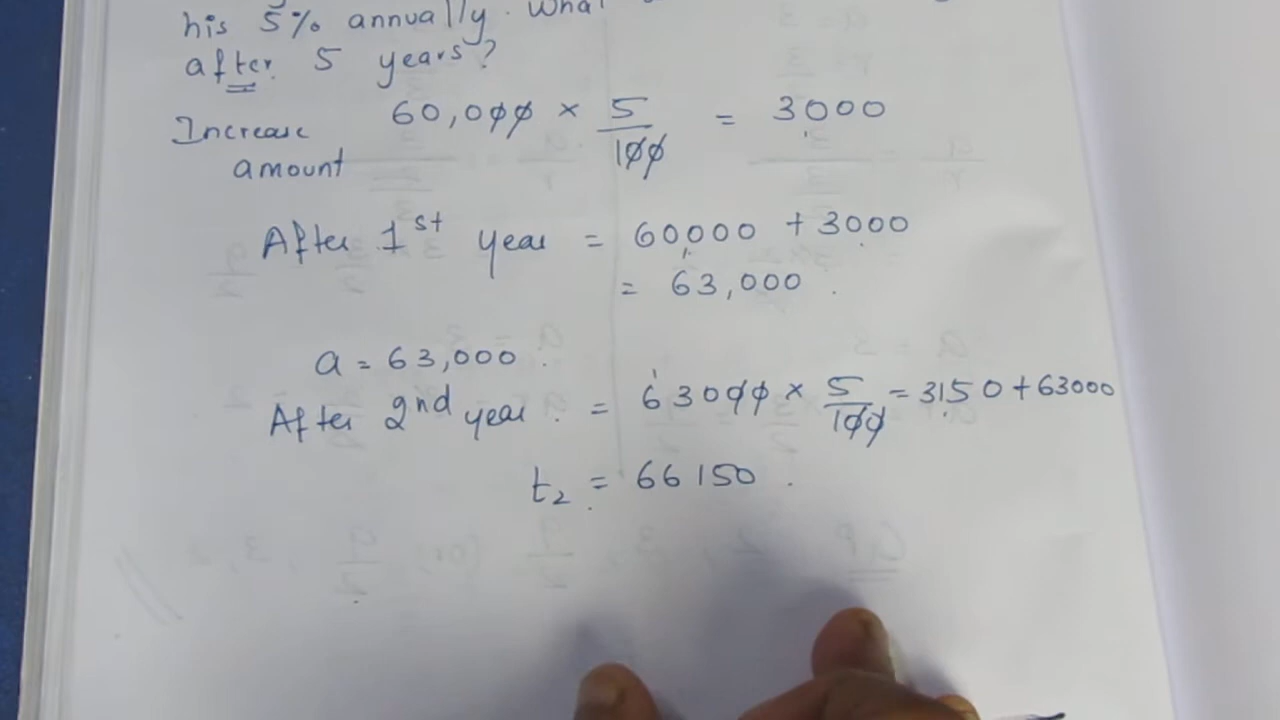 his 5% annually. What
after 5 years?
Increase amount 60,000 × 5/100 = 3000
After 1st year = 60000 + 3000
= 63,000.
a = 63,000.
After 2nd year = 63000 × 5/100 = 3150 + 63000
t2 = 66150.